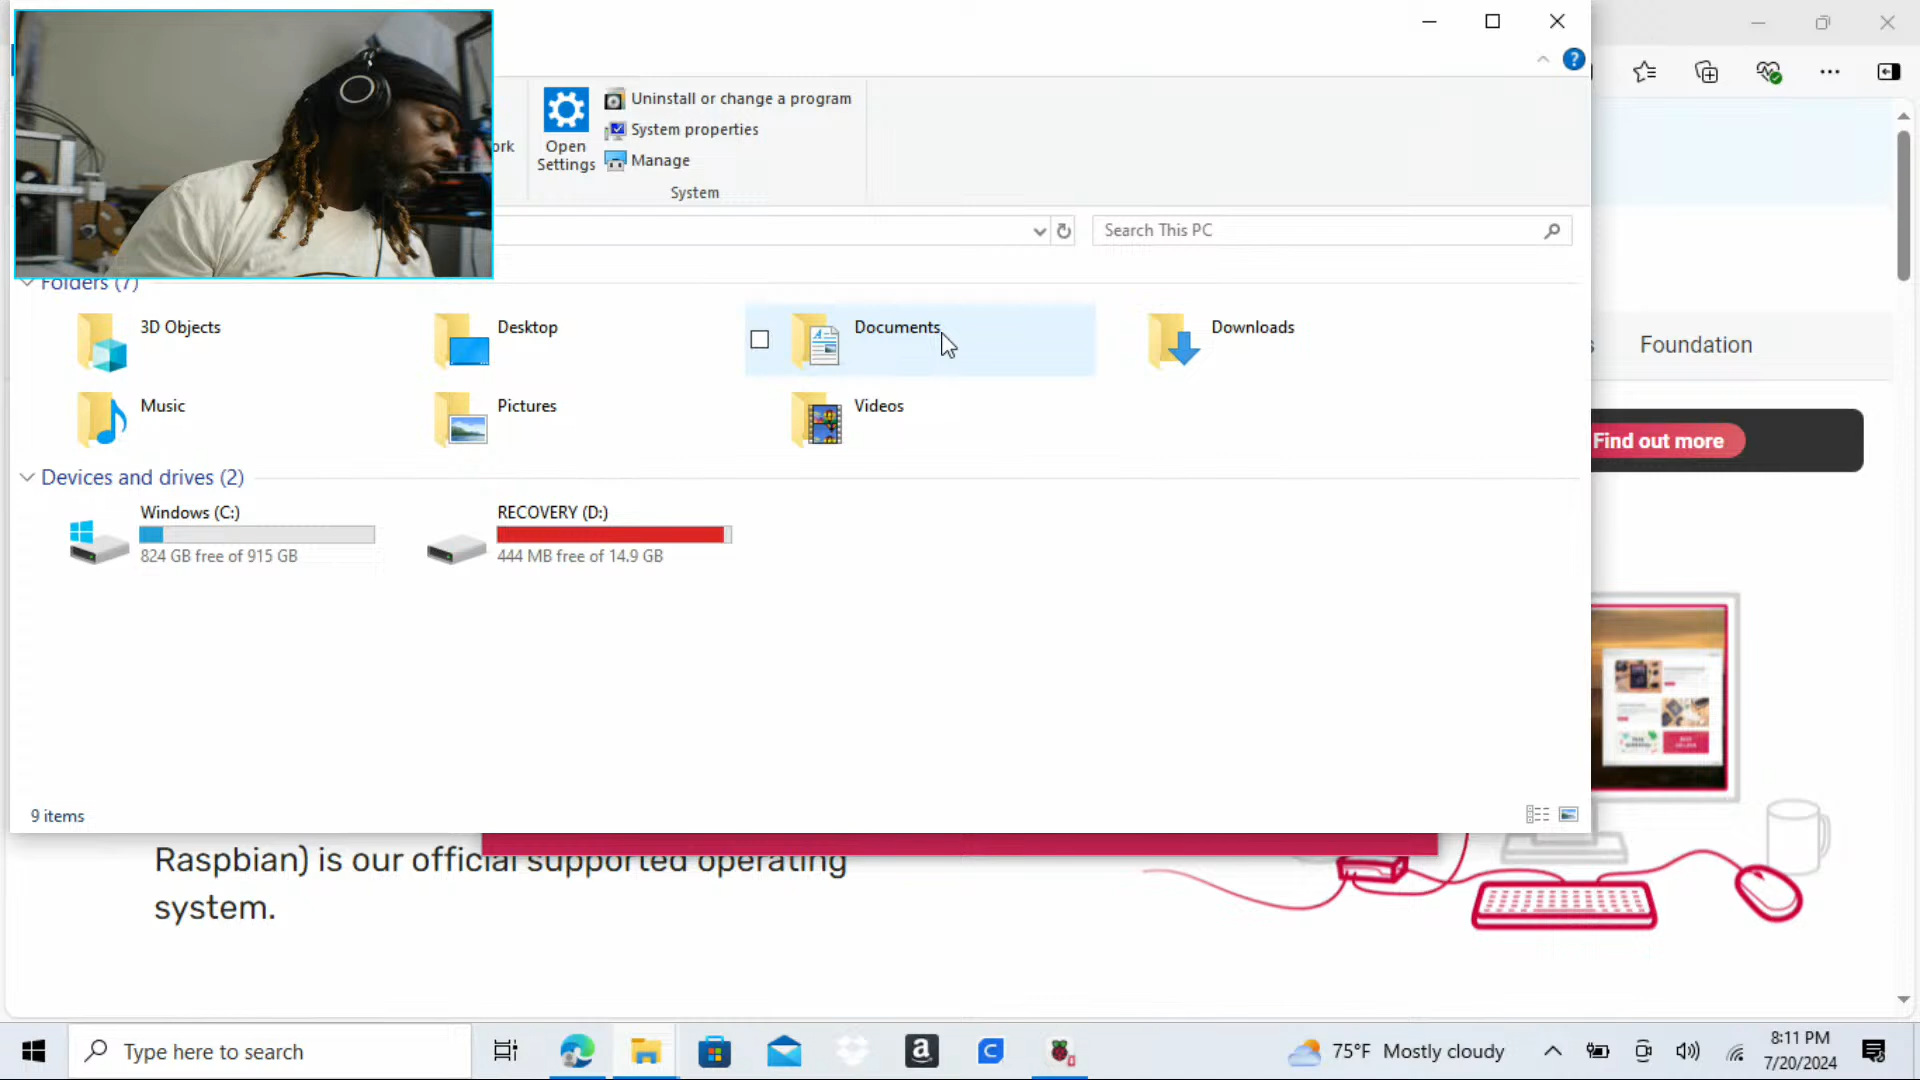 ork
Open
Settings
Uninstall or change a program
System properties
Manage
System
Search This PC
Folders (7)
3D Objects
Desktop
Documents
Downloads
Music
Pictures
Videos
Devices and drives (2)
Windows (C:)
824 GB free of 915 GB
RECOVERY (D:)
444 MB free of 14.9 GB
9 items
Foundation
Find out more
Raspbian) is our official supported operating
system.
Type here to search
75°F Mostly cloudy
8:11 PM
7/20/2024